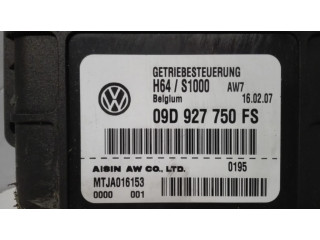 GETRIEBESTEUERUNG
H64 / S1000 AW7
Belgium 16.02.07
09D 927 750 FS
AISIN AW CO., LTD. 0195
MTJA016153
0000 001